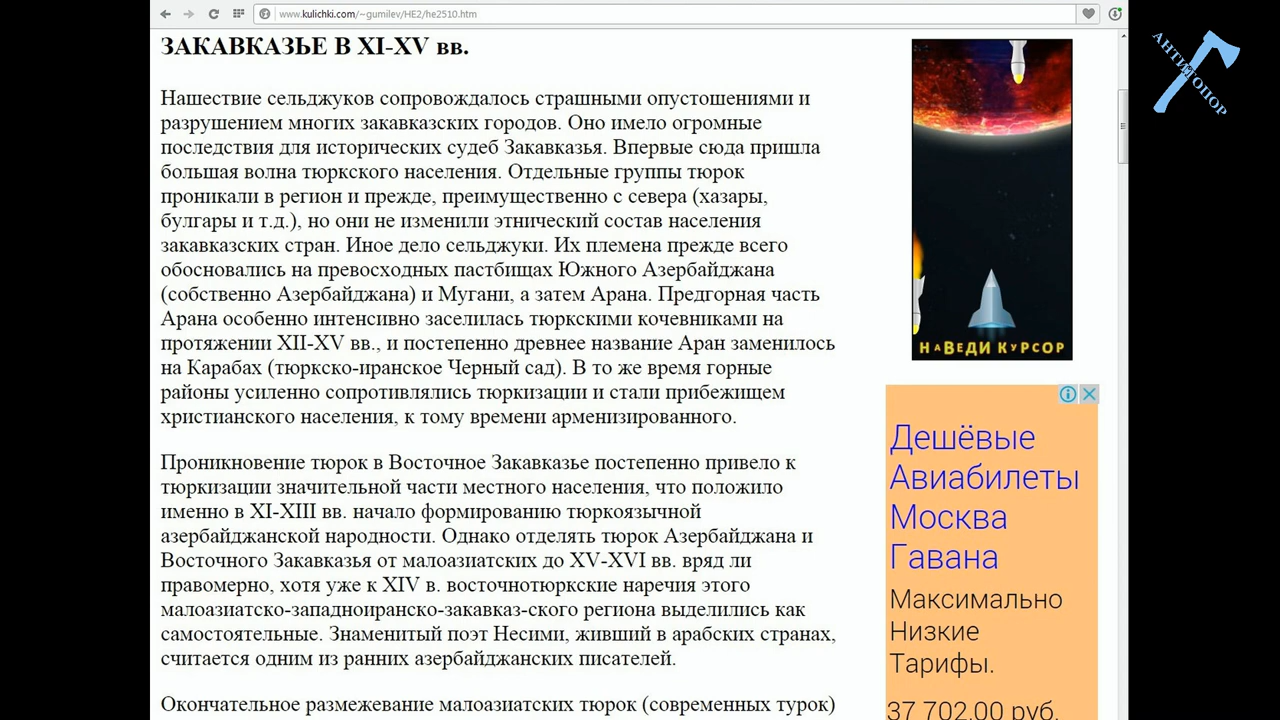 www.kulichki.com/~gumilev/HE2/he2510.htm
ЗАКАВКАЗЬЕ В XI-XV вв.
Нашествие сельджуков сопровождалось страшными опустошениями и
разрушением многих закавказских городов. Оно имело огромные
последствия для исторических судеб Закавказья. Впервые сюда пришла
большая волна тюркского населения. Отдельные группы тюрок
проникали в регион и прежде, преимущественно с севера (хазары,
булгары и т.д.), но они не изменили этнический состав населения
закавказских стран. Иное дело сельджуки. Их племена прежде всего
обосновались на превосходных пастбищах Южного Азербайджана
(собственно Азербайджана) и Мугани, а затем Арана. Предгорная часть
Арана особенно интенсивно заселилась тюркскими кочевниками на
протяжении XII-XV вв., и постепенно древнее название Аран заменилось
на Карабах (тюркско-иранское Черный сад). В то же время горные
районы усиленно сопротивлялись тюркизации и стали прибежищем
христианского населения, к тому времени арменизированного.
Проникновение тюрок в Восточное Закавказье постепенно привело к
тюркизации значительной части местного населения, что положило
именно в XI-XIII вв. начало формированию тюркоязычной
азербайджанской народности. Однако отделять тюрок Азербайджана и
Восточного Закавказья от малоазиатских до XV-XVI вв. вряд ли
правомерно, хотя уже к XIV в. восточнотюркские наречия этого
малоазиатско-западноиранско-закавказ-ского региона выделились как
самостоятельные. Знаменитый поэт Несими, живший в арабских странах,
считается одним из ранних азербайджанских писателей.
Окончательное размежевание малоазиатских тюрок (современных турок)
НаВеДи КуРСОР
Дешёвые
Авиабилеты
Москва
Гавана
Максимально
Низкие
Тарифы.
37 702,00 руб.
АНТИТОПОР